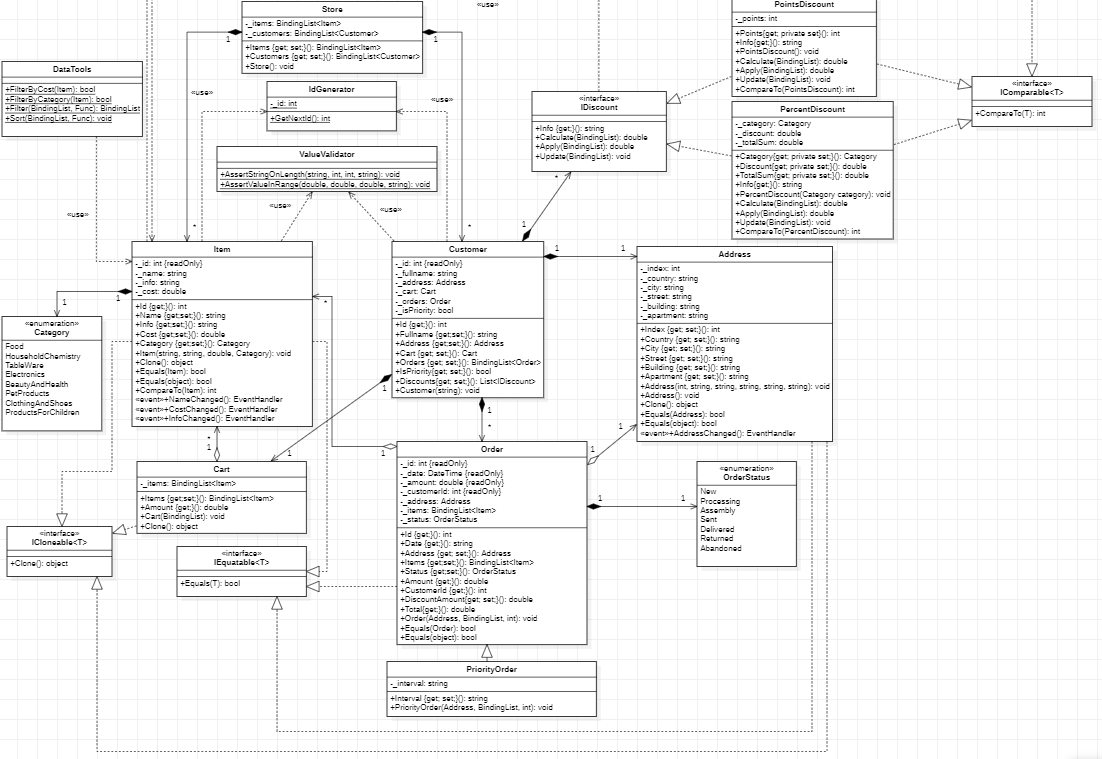 «use»
Store
-_items: BindingList<Item>
-_customers: BindingList<Customer>
+Items {get; set;}(): BindingList<Item>
+Customers {get; set;}(): BindingList<Customer>
+Store(): void
1
1
PointsDiscount
-_points: int
+Points{get; private set}(): int
+Info{get;}(): string
+PointsDiscount(): void
+Calculate(BindingList): double
+Apply(BindingList): double
+Update(BindingList): void
+CompareTo(PointsDiscount): int
DataTools
+FilterByCost(Item): bool
+FilterByCategory(Item): bool
+Filter(BindingList, Func): BindingList
+Sort(BindingList, Func): void
«use»
IdGenerator
-_id: int
+GetNextId(): int
«use»
«interface»
IDiscount
+Info {get;}(): string
+Calculate(BindingList): double
+Apply(BindingList): double
+Update(BindingList): void
«interface»
IComparable<T>
+CompareTo(T): int
PercentDiscount
-_category: Category
-_discount: double
-_totalSum: double
+Category{get; private set;}(): Category
+Discount{get; private set;}(): double
+TotalSum{get; private set;}(): double
+Info{get;}(): string
+PercentDiscount(Category category): void
+Calculate(BindingList): double
+Apply(BindingList): double
+Update(BindingList): void
+CompareTo(PercentDiscount): int
ValueValidator
+AssertStringOnLength(string, int, int, string): void
+AssertValueInRange(double, double, double, string): void
«use»
«use»
«use»
*
*
*
1
Item
-_id: int {readOnly}
-_name: string
-_info: string
-_cost: double
+Id {get;}(): int
+Name {get;set;}(): string
+Info {get;set;}(): string
+Cost {get;set;}(): double
+Category {get;set;}(): Category
+Item(string, string, double, Category): void
+Clone(): object
+Equals(Item): bool
+Equals(object): bool
+CompareTo(Item): int
«event»+NameChanged(): EventHandler
«event»+CostChanged(): EventHandler
«event»+InfoChanged(): EventHandler
Customer
-_id: int {readOnly}
-_fullname: string
-_address: Address
-_cart: Cart
-_orders: Order
-_isPriority: bool
+Id {get;}(): int
+Fullname {get;set;}(): string
+Address {get;set;}(): Address
+Cart {get; set;}(): Cart
+Orders {get; set;}(): BindingList<Order>
+IsPriority{get; set;}(): bool
+Discounts{get; set;}(): List<IDiscount>
+Customer(string): void
1
1
Address
-_index: int
-_country: string
-_city: string
-_street: string
-_building: string
-_apartment: string
+Index {get; set;}(): int
+Country {get; set;}(): string
+City {get; set;}(): string
+Street {get; set;}(): string
+Building {get; set;}(): string
+Apartment {get; set;}(): string
+Address(int, string, string, string, string, string): void
+Address(): void
+Clone(): object
+Equals(Address): bool
+Equals(object): bool
«event»+AddressChanged(): EventHandler
1
1
*
«enumeration»
Category
Food
HouseholdChemistry
TableWare
Electronics
BeautyAndHealth
PetProducts
ClothingAndShoes
ProductsForChildren
1
1
*
1
1
*
1
1
1
Cart
-_items: BindingList<Item>
+Items {get;set;}(): BindingList<Item>
+Amount {get;}(): double
+Cart(BindingList): void
+Clone(): object
Order
-_id: int {readOnly}
-_date: DateTime {readOnly}
-_amount: double {readOnly}
-_customerId: int {readOnly}
-_address: Address
-_items: BindingList<Item>
-_status: OrderStatus
+Id {get;}(): int
+Date {get;}(): string
+Address {get; set;}(): Address
+Items {get;set;}(): BindingList<Item>
+Status {get;set;}(): OrderStatus
+Amount {get;}(): double
+CustomerId {get;}(): int
+DiscountAmount{get; set;}(): double
+Total{get;}(): double
+Order(Address, BindingList, int): void
+Equals(Order): bool
+Equals(object): bool
1
1
«enumeration»
OrderStatus
New
Processing
Assembly
Sent
Delivered
Returned
Abandoned
«interface»
ICloneable<T>
+Clone(): object
«interface»
IEquatable<T>
+Equals(T): bool
PriorityOrder
-_interval: string
+Interval {get; set;}(): string
+PriorityOrder(Address, BindingList, int): void